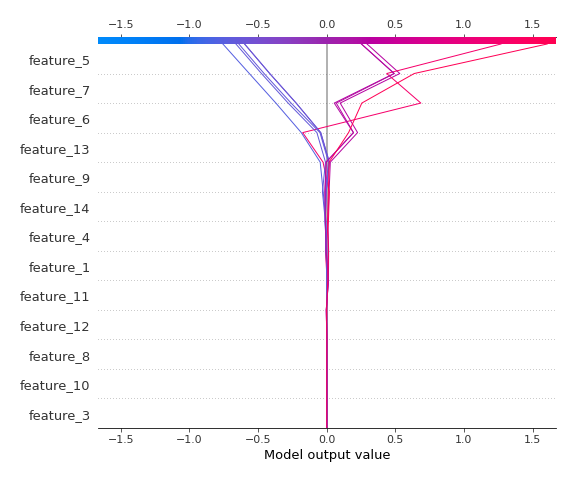 −1.5 −1.0 −0.5 0.0 0.5 1.0 1.5
feature_5
feature_7
feature_6
feature_13
feature_9
feature_14
feature_4
feature_1
feature_11
feature_12
feature_8
feature_10
feature_3
−1.5 −1.0 −0.5 0.0 0.5 1.0 1.5
Model output value